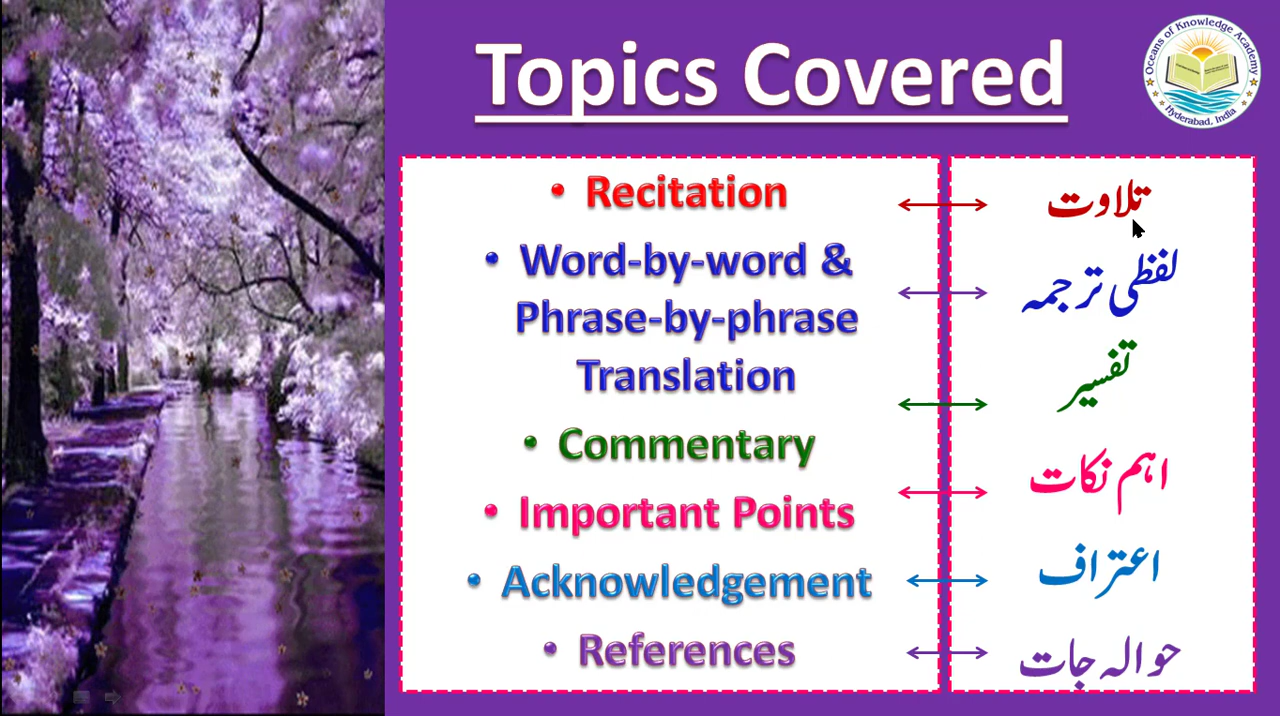 Topics Covered
Oceans of Knowledge Academy
Hyderabad, India
• Recitation
تلاوت
• Word-by-word &
Phrase-by-phrase
Translation
لفظی ترجمہ
• Commentary
تفسیر
• Important Points
اہم نکات
• Acknowledgement
اعتراف
• References
حوالہ جات